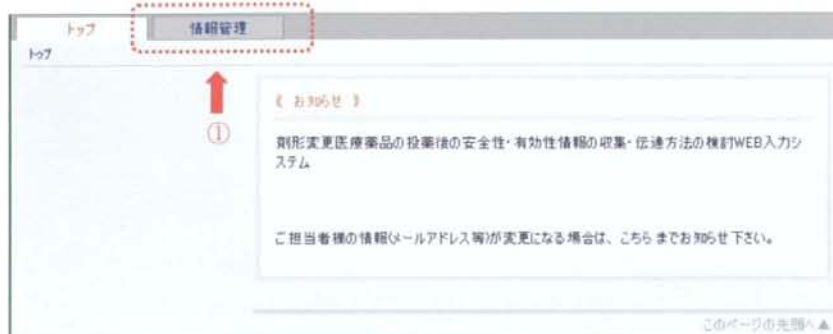 トップ 情報管理
トップ
①
《 お知らせ 》
剤形変更医療薬品の投薬後の安全性・有効性情報の収集・伝達方法の検討WEB入力シ
ステム
ご担当者様の情報(メールアドレス等)が変更になる場合は、こちら までお知らせ下さい。
このページの先頭へ▲